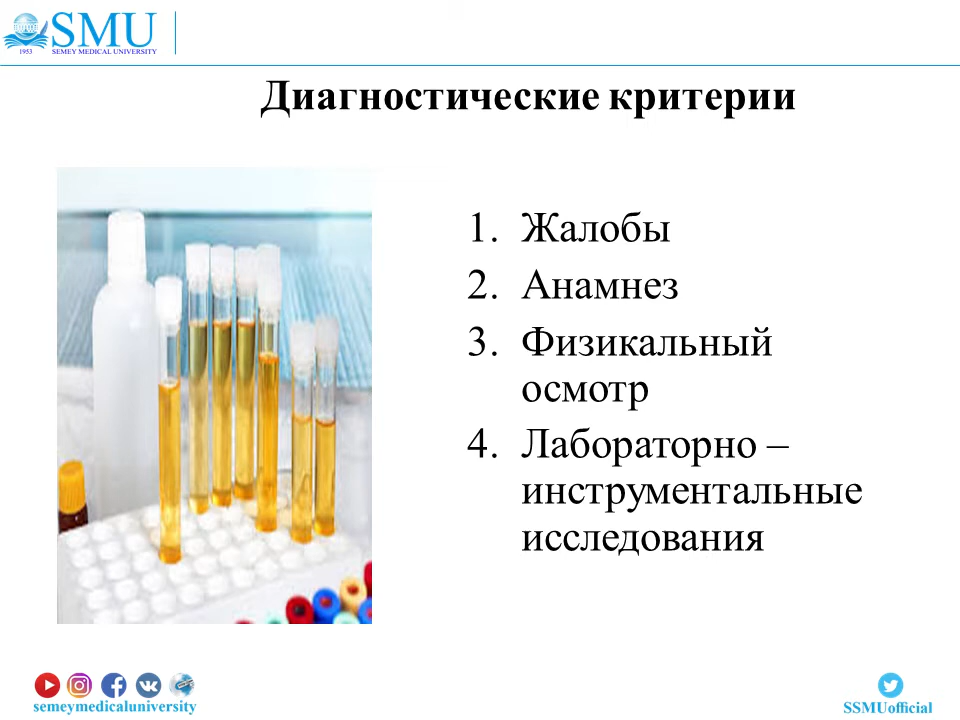 SMU
1953 SEMEY MEDICAL UNIVERSITY
Диагностические критерии
1. Жалобы
2. Анамнез
3. Физикальный
осмотр
4. Лабораторно –
инструментальные
исследования
semeymedicaluniversity
SSMUofficial